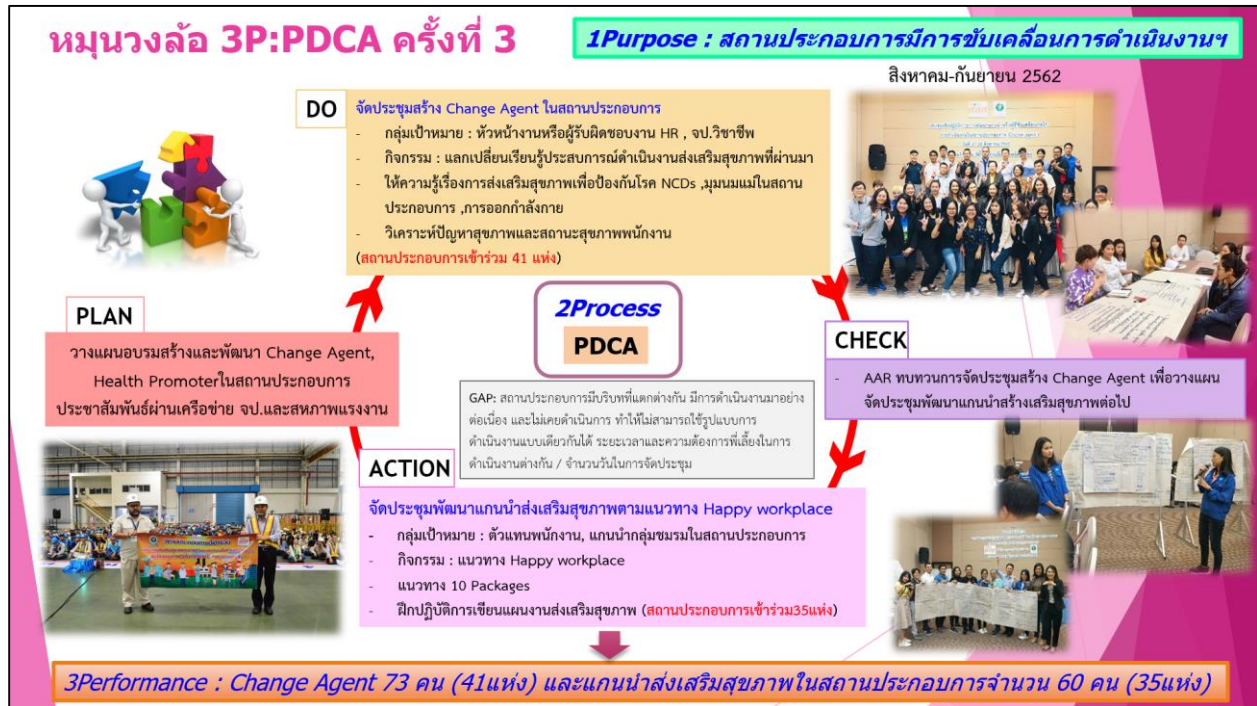 หมุนวงล้อ 3P:PDCA ครั้งที่ 3
1Purpose : สถานประกอบการมีการขับเคลื่อนการดำเนินงานฯ
สิงหาคม-กันยายน 2562
DO
จัดประชุมสร้าง Change Agent ในสถานประกอบการ
- กลุ่มเป้าหมาย : หัวหน้างานหรือผู้รับผิดชอบงาน HR , จป.วิชาชีพ
- กิจกรรม : แลกเปลี่ยนเรียนรู้ประสบการณ์ดำเนินงานส่งเสริมสุขภาพที่ผ่านมา
- ให้ความรู้เรื่องการส่งเสริมสุขภาพเพื่อป้องกันโรค NCDs ,มุมนมแม่ในสถาน
ประกอบการ ,การออกกำลังกาย
- วิเคราะห์ปัญหาสุขภาพและสถานะสุขภาพพนักงาน
(สถานประกอบการเข้าร่วม 41 แห่ง)
PLAN
วางแผนอบรมสร้างและพัฒนา Change Agent,
Health Promoterในสถานประกอบการ
ประชาสัมพันธ์ผ่านเครือข่าย จป.และสหภาพแรงงาน
2Process
PDCA
GAP: สถานประกอบการมีบริบทที่แตกต่างกัน มีการดำเนินงานมาอย่าง
ต่อเนื่อง และไม่เคยดำเนินการ ทำให้ไม่สามารถใช้รูปแบบการ
ดำเนินงานแบบเดียวกันได้ ระยะเวลาและความต้องการพี่เลี้ยงในการ
ดำเนินงานต่างกัน / จำนวนวันในการจัดประชุม
CHECK
- AAR ทบทวนการจัดประชุมสร้าง Change Agent เพื่อวางแผน
จัดประชุมพัฒนาแกนนำสร้างเสริมสุขภาพต่อไป
ACTION
จัดประชุมพัฒนาแกนนำส่งเสริมสุขภาพตามแนวทาง Happy workplace
- กลุ่มเป้าหมาย : ตัวแทนพนักงาน, แกนนำกลุ่มชมรมในสถานประกอบการ
- กิจกรรม : แนวทาง Happy workplace
- แนวทาง 10 Packages
- ฝึกปฏิบัติการเขียนแผนงานส่งเสริมสุขภาพ (สถานประกอบการเข้าร่วม35แห่ง)
3Performance : Change Agent 73 คน (41แห่ง) และแกนนำส่งเสริมสุขภาพในสถานประกอบการจำนวน 60 คน (35แห่ง)